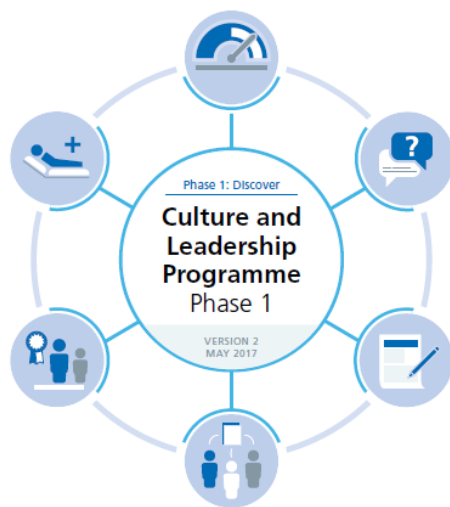 ?
Phase 1: Discover
Culture and
Leadership
Programme
Phase 1
VERSION 2
MAY 2017